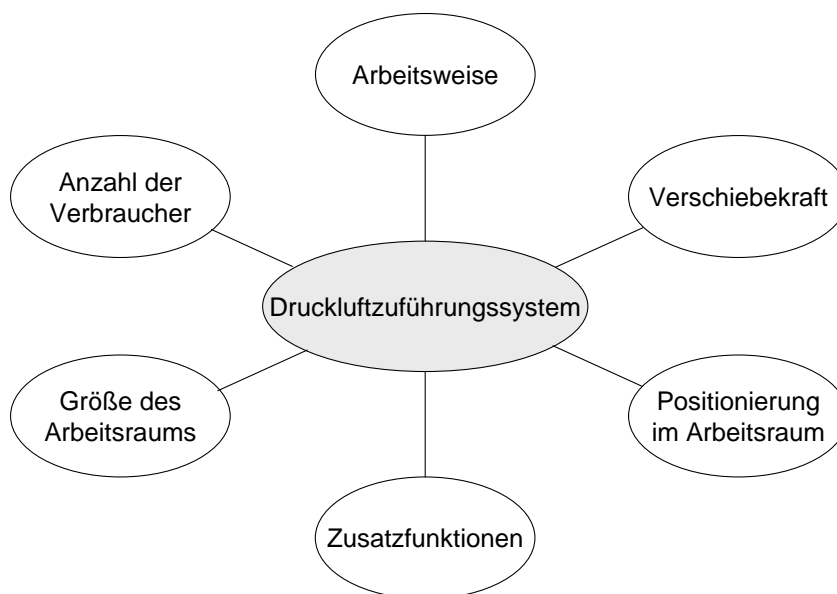 Arbeitsweise
Anzahl der
Verbraucher
Verschiebekraft
Druckluftzuführungssystem
Größe des
Arbeitsraums
Positionierung
im Arbeitsraum
Zusatzfunktionen